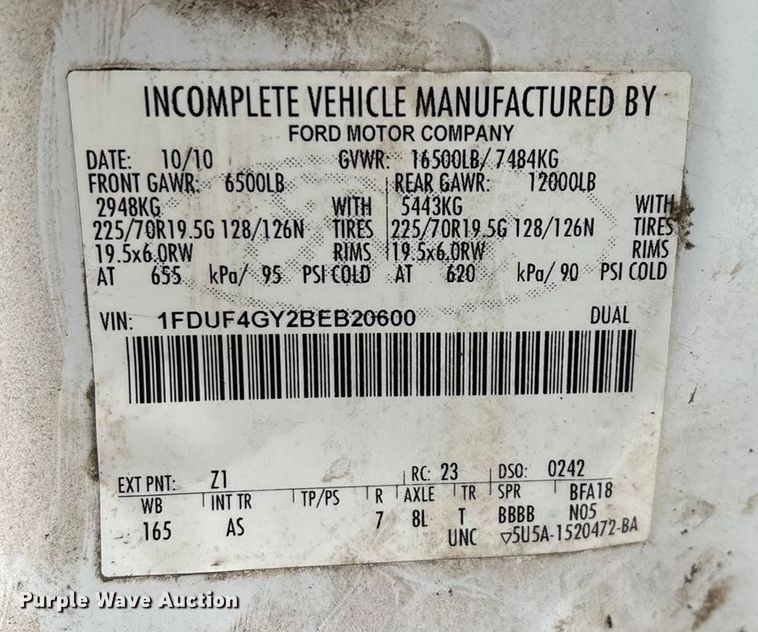 INCOMPLETE VEHICLE MANUFACTURED BY
FORD MOTOR COMPANY
DATE: 10/10 GVWR: 16500LB/ 7484KG
FRONT GAWR: 6500LB REAR GAWR: 12000LB
2948KG WITH 5443KG WITH
225/70R19.5G 128/126N TIRES 225/70R19.5G 128/126N TIRES
19.5x6.0RW RIMS 19.5x6.0RW RIMS
AT 655 kPa/ 95 PSI COLD AT 620 kPa/ 90 PSI COLD
VIN: 1FDUF4GY2BEB20600 DUAL
EXT PNT: Z1 RC: 23 DSO: 0242
WB INT TR TP/PS R AXLE TR SPR BFA18
165 AS 7 8L T BBBB N05
UNC ▽5U5A-1520472-BA
Purple Wave Auction